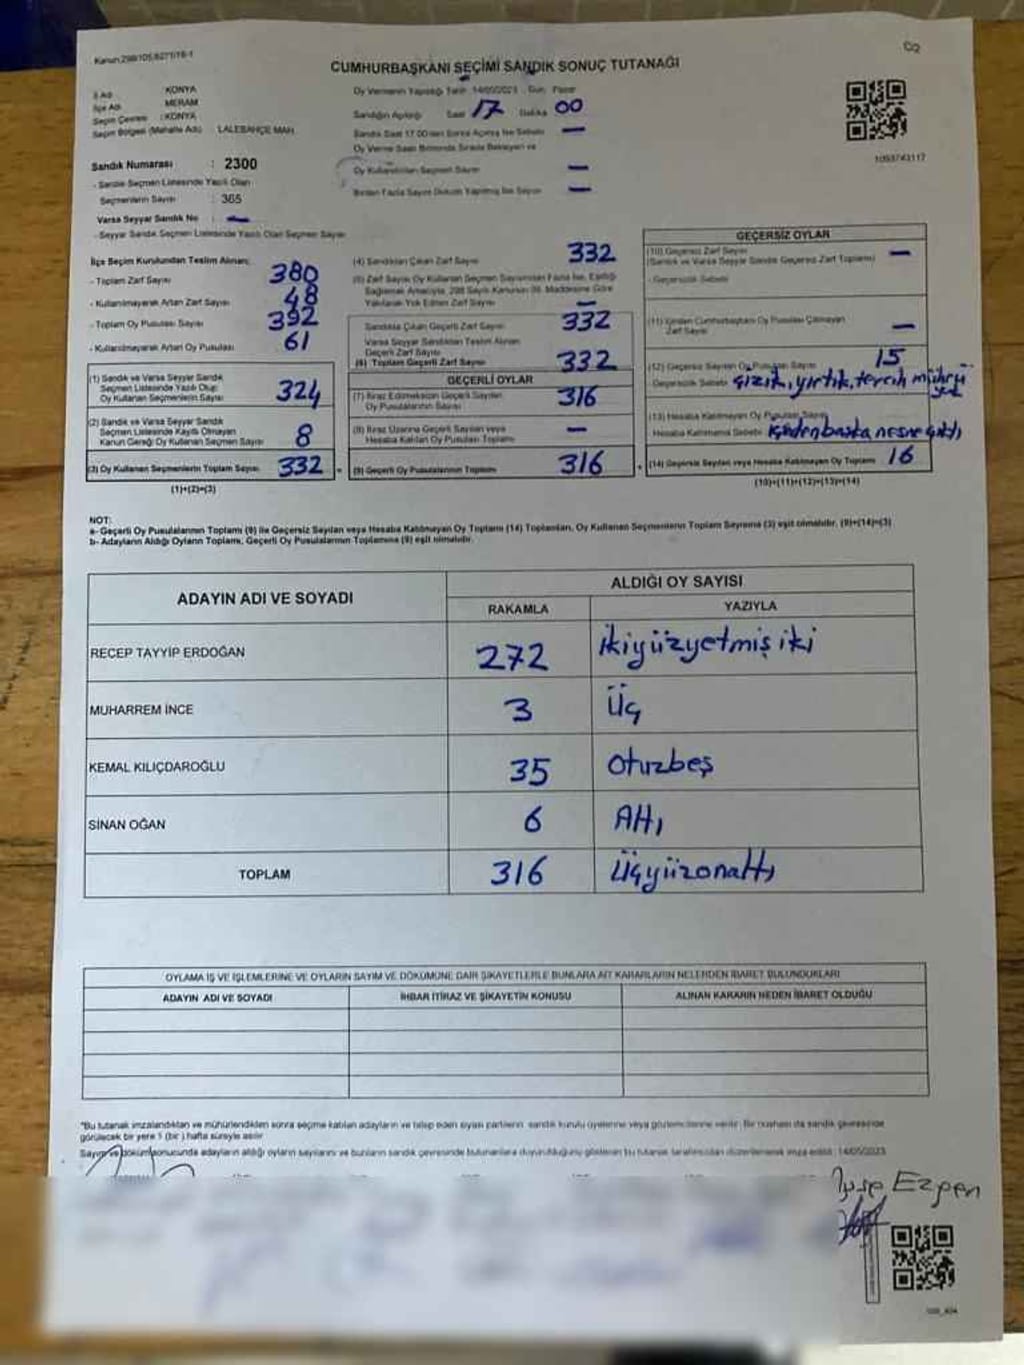 Kanun:298/105,6271/16-1
C2
CUMHURBAŞKANI SEÇİMİ SANDIK SONUÇ TUTANAĞI
İl Adı KONYA
İlçe Adı MERAM
Seçim Çevresi : KONYA
Seçim Bölgesi (Mahalle Adı) : LALEBAHÇE MAH.
Sandık Numarası : 2300
- Sandık Seçmen Listesinde Yazılı Olan
Seçmenlerin Sayısı : 365
Varsa Seyyar Sandık No : —
- Seyyar Sandık Seçmen Listesinde Yazılı Olan Seçmen Sayısı
Oy Vermenin Yapıldığı Tarih 14/05/2023 Gün: Pazar
Sandığın Açıldığı Saat 17 Dakika 00
Sandık Saat 17.00'den Sonra Açılmış İse Sebebi —
Oy Verme Saati Bitiminde Sırada Bekleyen ve
Oy Kullandırılan Seçmen Sayısı —
Birden Fazla Sayım Döküm Yapılmış İse Sayısı —
1053743117
İlçe Seçim Kurulundan Teslim Alınan;
- Toplam Zarf Sayısı 380
- Kullanılmayarak Artan Zarf Sayısı 48
- Toplam Oy Pusulası Sayısı 392
- Kullanılmayarak Artan Oy Pusulası 61
(1) Sandık ve Varsa Seyyar Sandık
Seçmen Listesinde Yazılı Olup
Oy Kullanan Seçmenlerin Sayısı 324
(2) Sandık ve Varsa Seyyar Sandık
Seçmen Listesinde Kayıtlı Olmayan
Kanun Gereği Oy Kullanan Seçmen Sayısı 8
(3) Oy Kullanan Seçmenlerin Toplam Sayısı 332
(1)+(2)=(3)
(4) Sandıktan Çıkan Zarf Sayısı 332
(5) Zarf Sayısı Oy Kullanan Seçmen Sayısından Fazla İse, Eşitliği
Sağlamak Amacıyla, 298 Sayılı Kanunun 98. Maddesine Göre
Yakılarak Yok Edilen Zarf Sayısı —
Sandıkta Çıkan Geçerli Zarf Sayısı 332
Varsa Seyyar Sandıktan Teslim Alınan
Geçerli Zarf Sayısı
(6) Toplam Geçerli Zarf Sayısı 332
GEÇERLİ OYLAR
(7) İtiraz Edilmeksizin Geçerli Sayılan
Oy Pusulalarının Sayısı 316
(8) İtiraz Üzerine Geçerli Sayılan veya
Hesaba Katılan Oy Pusulası Toplamı —
(9) Geçerli Oy Pusulalarının Toplamı 316
GEÇERSİZ OYLAR
(10) Geçersiz Zarf Sayısı
(Sandık ve Varsa Seyyar Sandık Geçersiz Zarf Toplamı) —
- Geçersizlik Sebebi
(11) İçinden Cumhurbaşkanı Oy Pusulası Çıkmayan
Zarf Sayısı —
(12) Geçersiz Sayılan Oy Pusulası Sayısı 15
Geçersizlik Sebebi Çizik, yırtık, tercih mührü
yok
(13) Hesaba Katılmayan Oy Pusulası Sayısı
Hesaba Katılmama Sebebi içinden başka nesne çıktı
(14) Geçersiz Sayılan veya Hesaba Katılmayan Oy Toplamı 16
(10)+(11)+(12)+(13)=(14)
NOT:
a- Geçerli Oy Pusulalarının Toplamı (9) ile Geçersiz Sayılan veya Hesaba Katılmayan Oy Toplamı (14) Toplamları, Oy Kullanan Seçmenlerin Toplam Sayısına (3) eşit olmalıdır. (9)+(14)=(3)
b- Adayların Aldığı Oyların Toplamı, Geçerli Oy Pusulalarının Toplamına (9) eşit olmalıdır.
ADAYIN ADI VE SOYADI
ALDIĞI OY SAYISI
RAKAMLA YAZIYLA
RECEP TAYYİP ERDOĞAN 272 ikiyüzyetmiş iki
MUHARREM İNCE 3 üç
KEMAL KILIÇDAROĞLU 35 otuzbeş
SİNAN OĞAN 6 Altı
TOPLAM 316 üçyüzonaltı
OYLAMA İŞ VE İŞLEMLERİNE VE OYLARIN SAYIM VE DÖKÜMÜNE DAİR ŞİKAYETLERLE BUNLARA AİT KARARLARIN NELERDEN İBARET BULUNDUKLARI
ADAYIN ADI VE SOYADI İHBAR İTİRAZ VE ŞİKAYETİN KONUSU ALINAN KARARIN NEDEN İBARET OLDUĞU
*Bu tutanak imzalandıktan ve mühürlendikten sonra seçime katılan adayların ve talep eden siyasi partilerin sandık kurulu üyelerine veya gözlemcilerine verilir. Bir nüshası da sandık çevresinde
görülecek bir yere 1 (bir) hafta süreyle asılır.
Sayım ve döküm sonucunda adayların aldığı oyların sayılarını ve bunların sandık çevresinde bulunanlara duyurulduğunu gösteren bu tutanak tarafımızdan düzenlenerek imza edildi. 14/05/2023